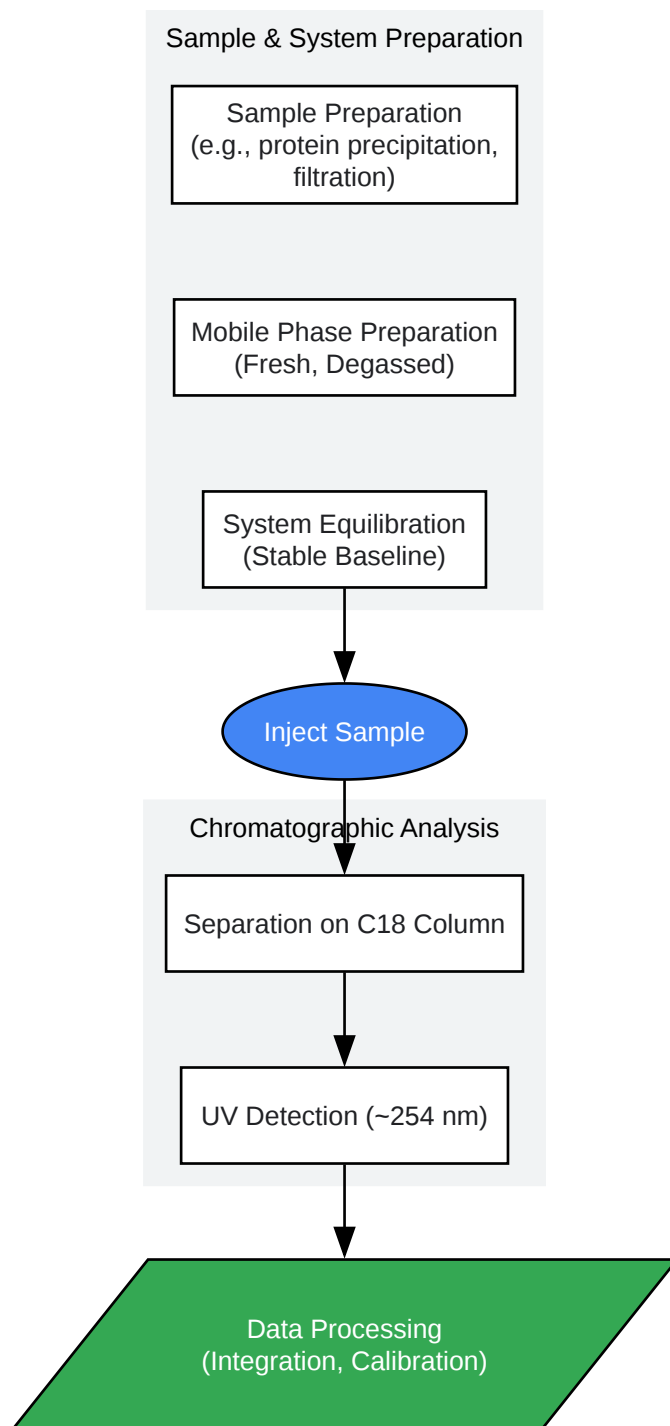 Sample & System Preparation
Sample Preparation
(e.g., protein precipitation,
filtration)
Mobile Phase Preparation
(Fresh, Degassed)
System Equilibration
(Stable Baseline)
Inject Sample
Chromatographic Analysis
Separation on C18 Column
UV Detection (~254 nm)
Data Processing
(Integration, Calibration)